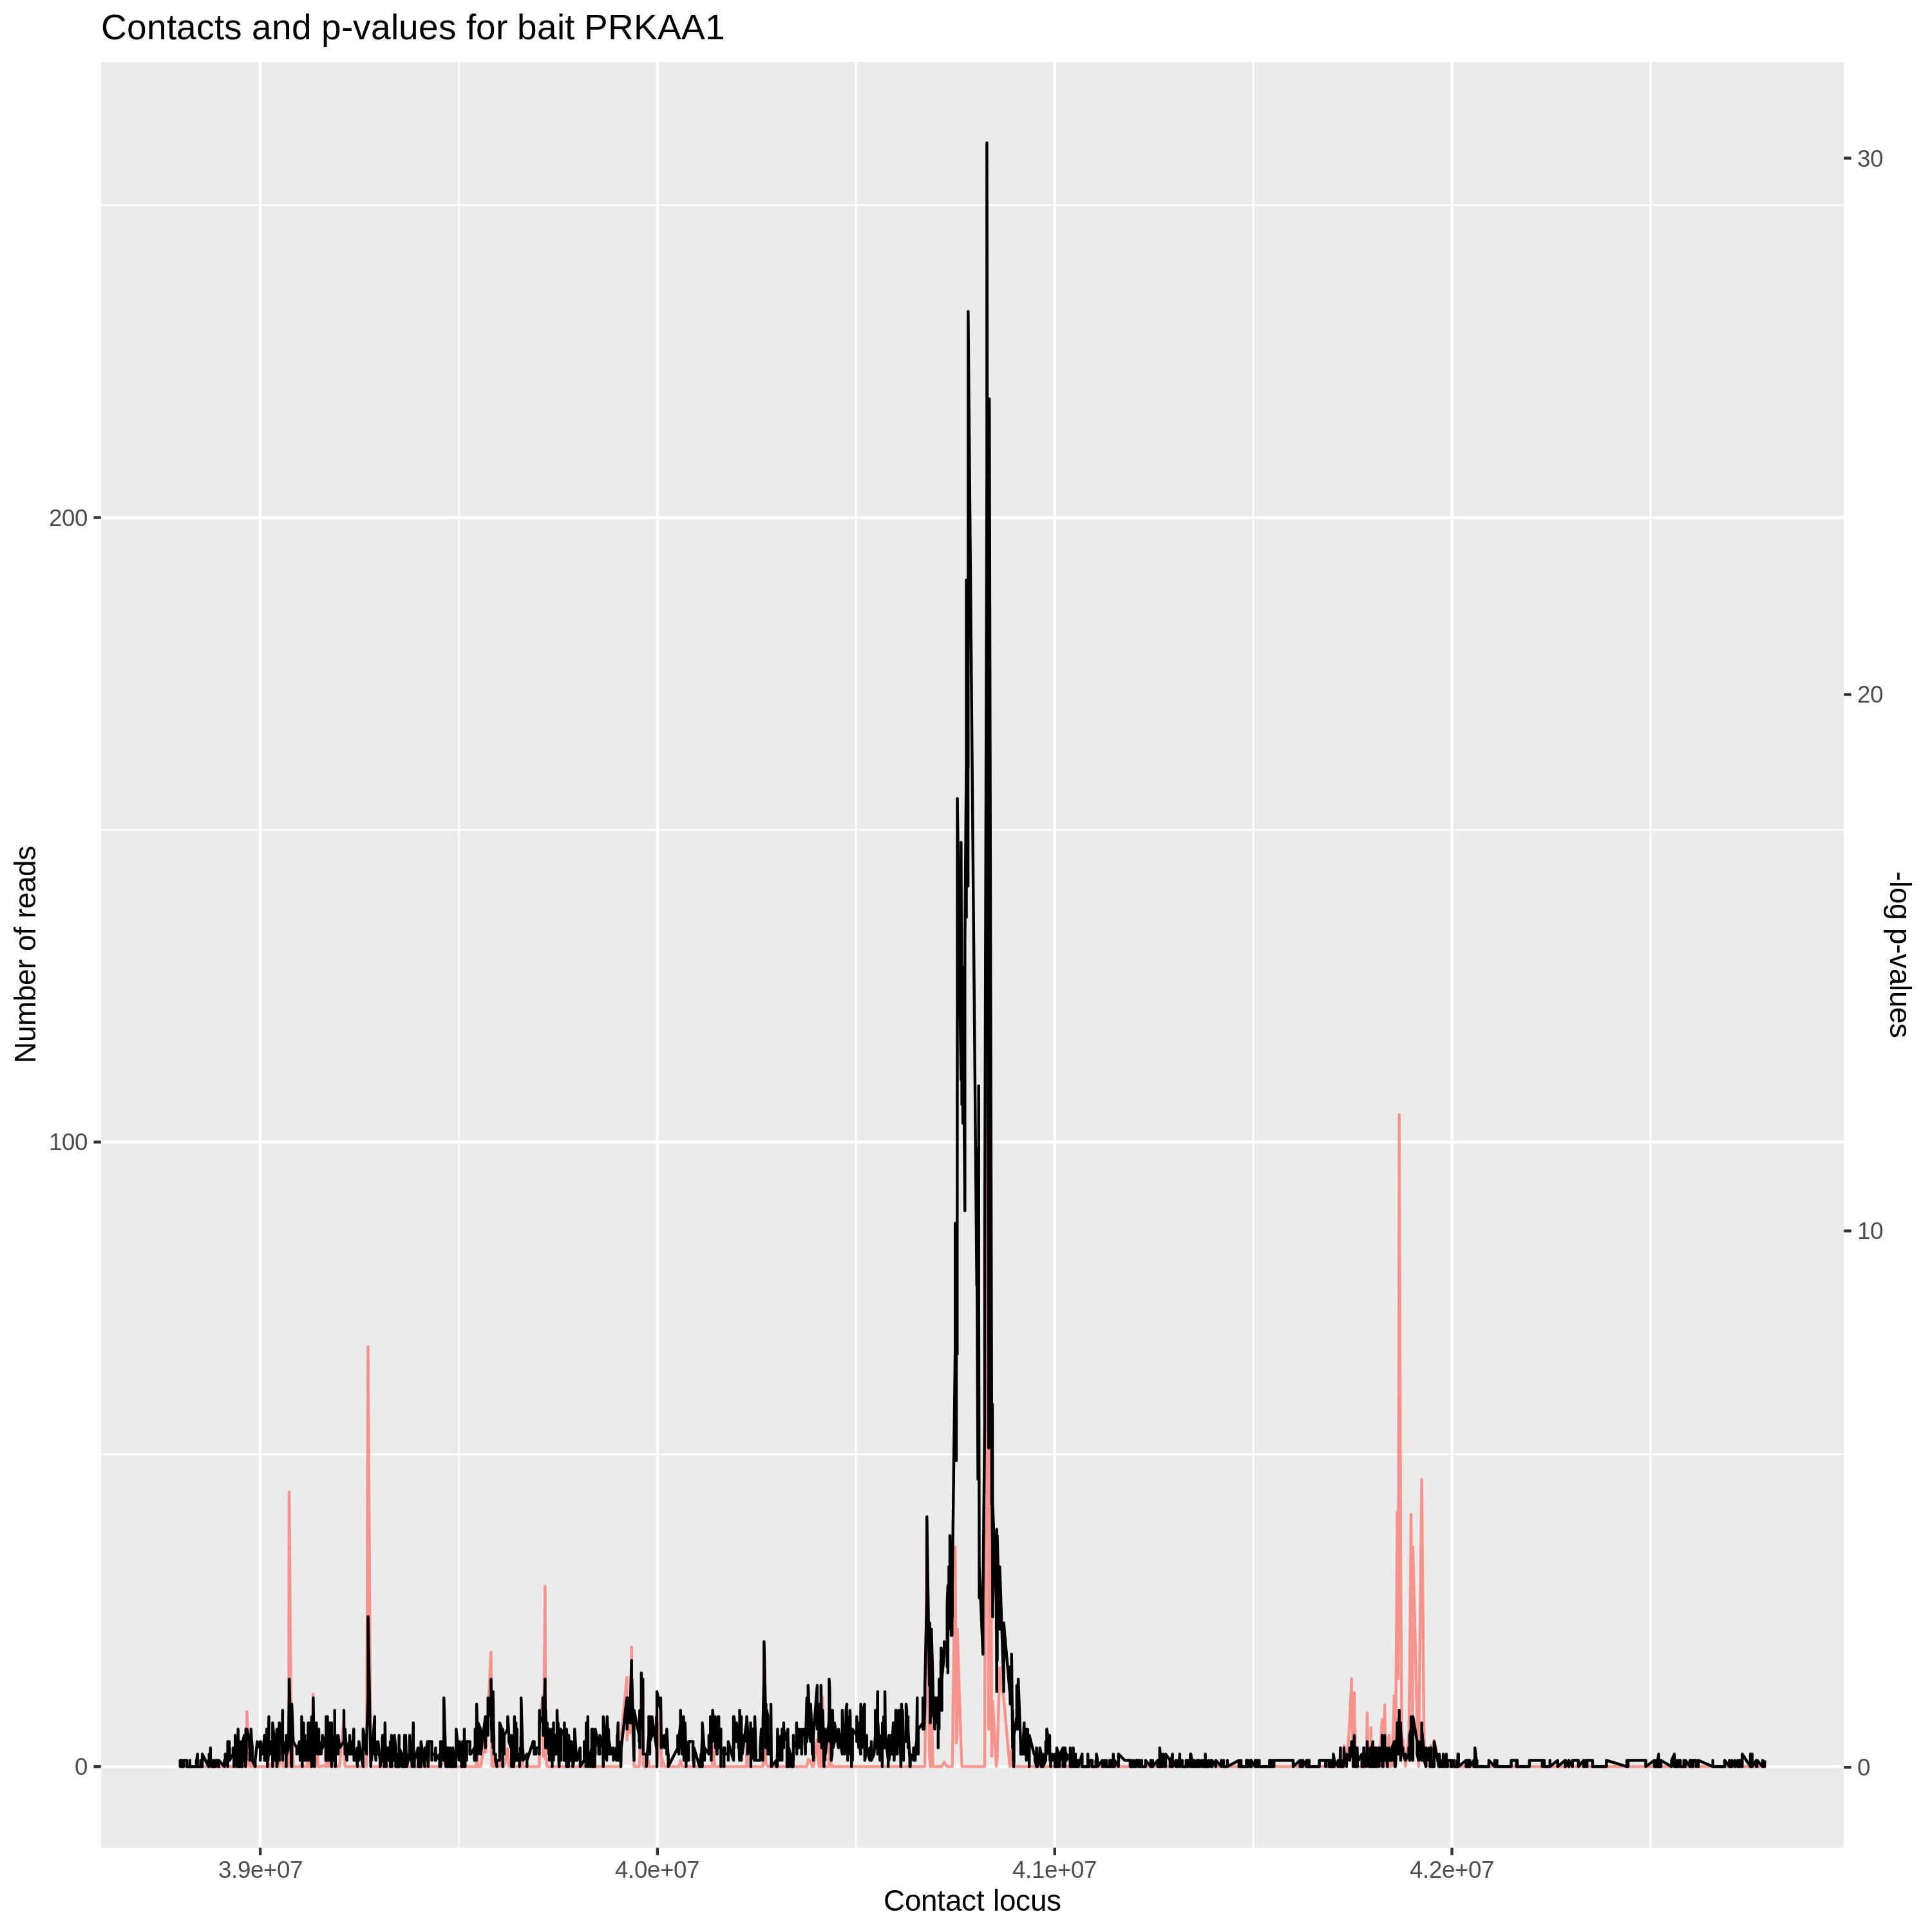 Contacts and p-values for bait PRKAA1
Number of reads
200
100
0
30
20
10
0
-log p-values
3.9e+07
4.0e+07
4.1e+07
4.2e+07
Contact locus